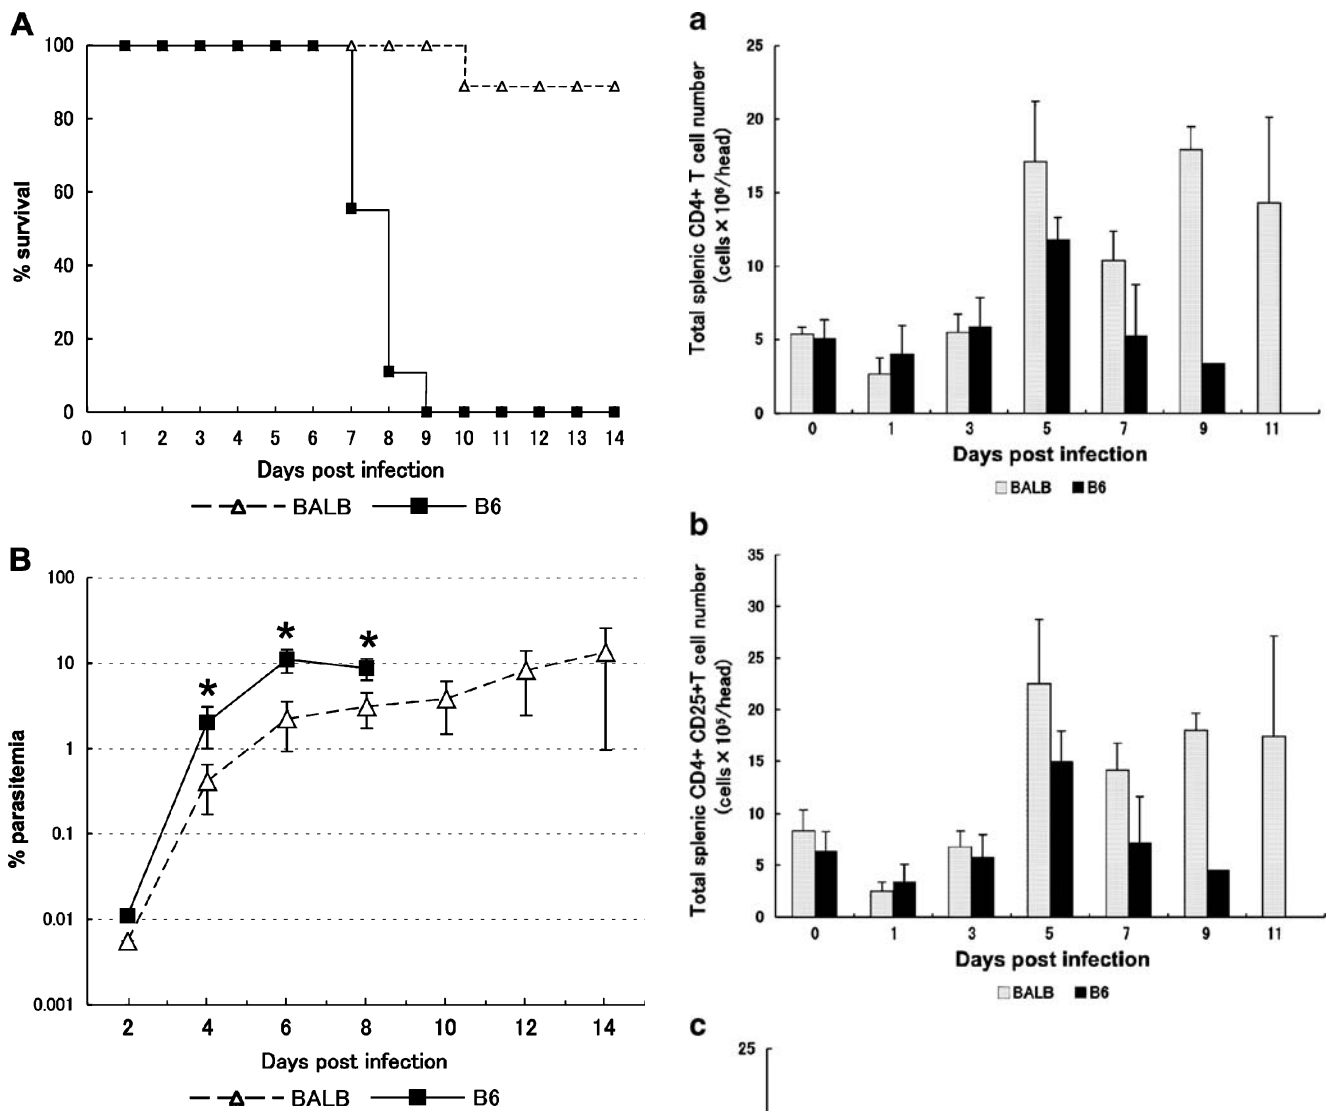 A
100
80
60
40
20
0
% survival
0 1 2 3 4 5 6 7 8 9 10 11 12 13 14
Days post infection
BALB B6
B
100
10
1
0.1
0.01
0.001
% parasitemia
* * *
2 4 6 8 10 12 14
Days post infection
BALB B6
a
25
20
15
10
5
0
Total splenic CD4+ T cell number
(cells × 10⁶/head)
0 1 3 5 7 9 11
Days post infection
BALB B6
b
35
30
25
20
15
10
5
0
Total splenic CD4+ CD25+T cell number
(cells × 10⁵/head)
0 1 3 5 7 9 11
Days post infection
BALB B6
c
25